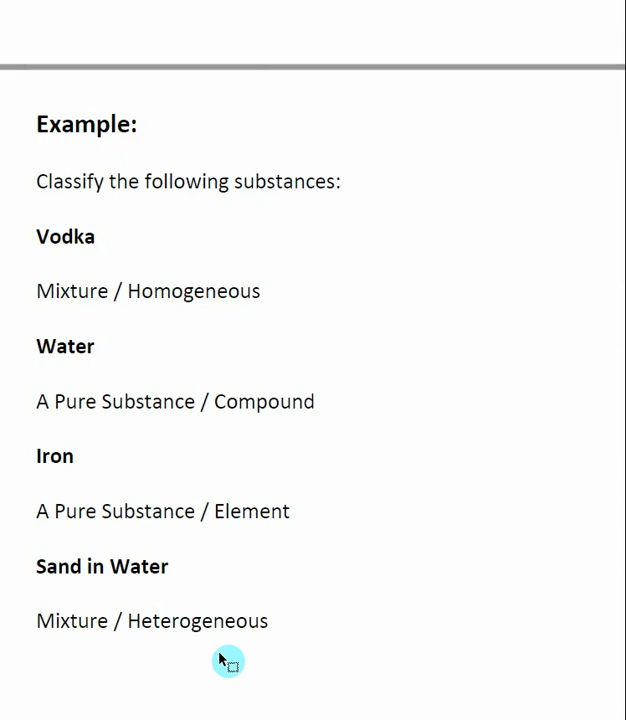 Example:
Classify the following substances:
Vodka
Mixture / Homogeneous
Water
A Pure Substance / Compound
Iron
A Pure Substance / Element
Sand in Water
Mixture / Heterogeneous